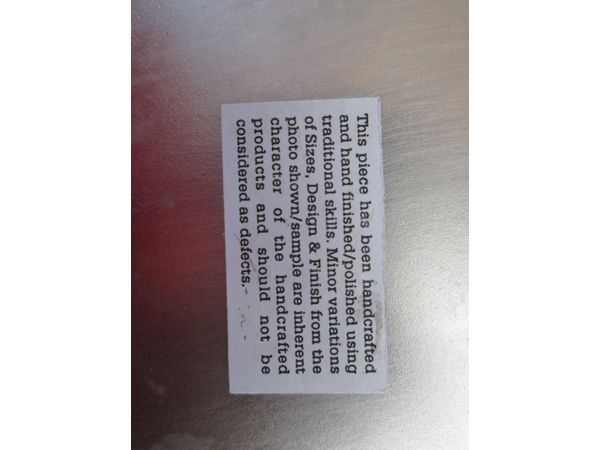 This piece has been handcrafted
and hand finished/polished using
traditional skills. Minor variations
of Sizes, Design & Finish from the
photo shown/sample are inherent
character of the handcrafted
products and should not be
considered as defects.-